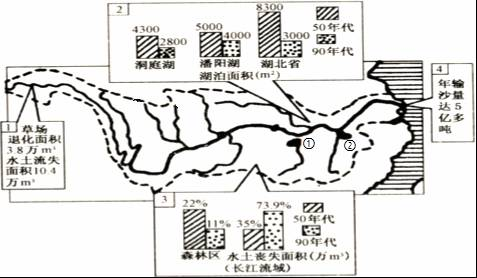 2
8300
4300
5000
50年代
2800
4000
3000
90年代
洞庭湖
潘阳湖
湖北省
湖泊面积(m²)
4
年输
沙量
达5
亿多
吨
1 草场
退化面积
3.8万m³
水土流失
面积10.4
万m³
①
②
3
22%
11%
35%
73.9%
50年代
90年代
森林区
水土丧失面积(万m³)
(长江流域)